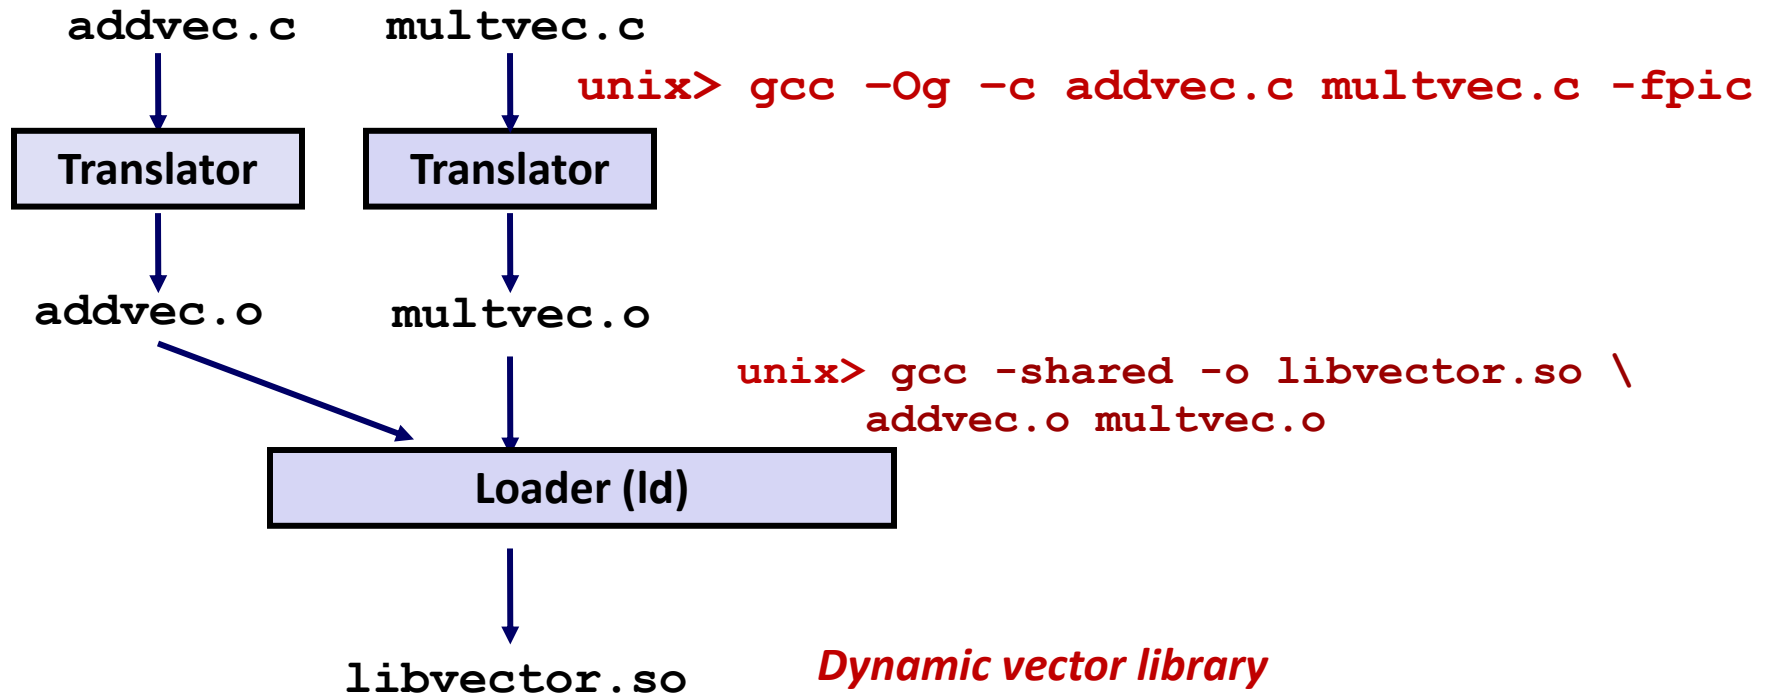 addvec.c multvec.c
unix> gcc –Og –c addvec.c multvec.c -fpic
Translator Translator
addvec.o multvec.o
unix> gcc -shared -o libvector.so \
addvec.o multvec.o
Loader (ld)
libvector.so
Dynamic vector library